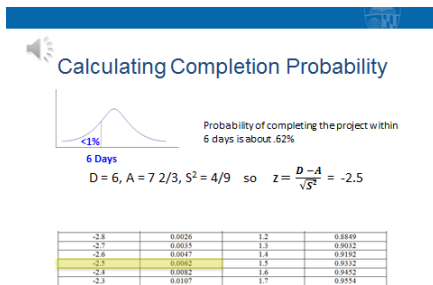 Calculating Completion Probability
Probability of completing the project within
6 days is about .62%
<1%
6 Days
D = 6, A = 7 2/3, S² = 4/9 so z = (D – A)/√S² = -2.5
-2.8 0.0026 1.2 0.8849
-2.7 0.0035 1.3 0.9032
-2.6 0.0047 1.4 0.9192
-2.5 0.0062 1.5 0.9332
-2.4 0.0082 1.6 0.9452
-2.3 0.0107 1.7 0.9554